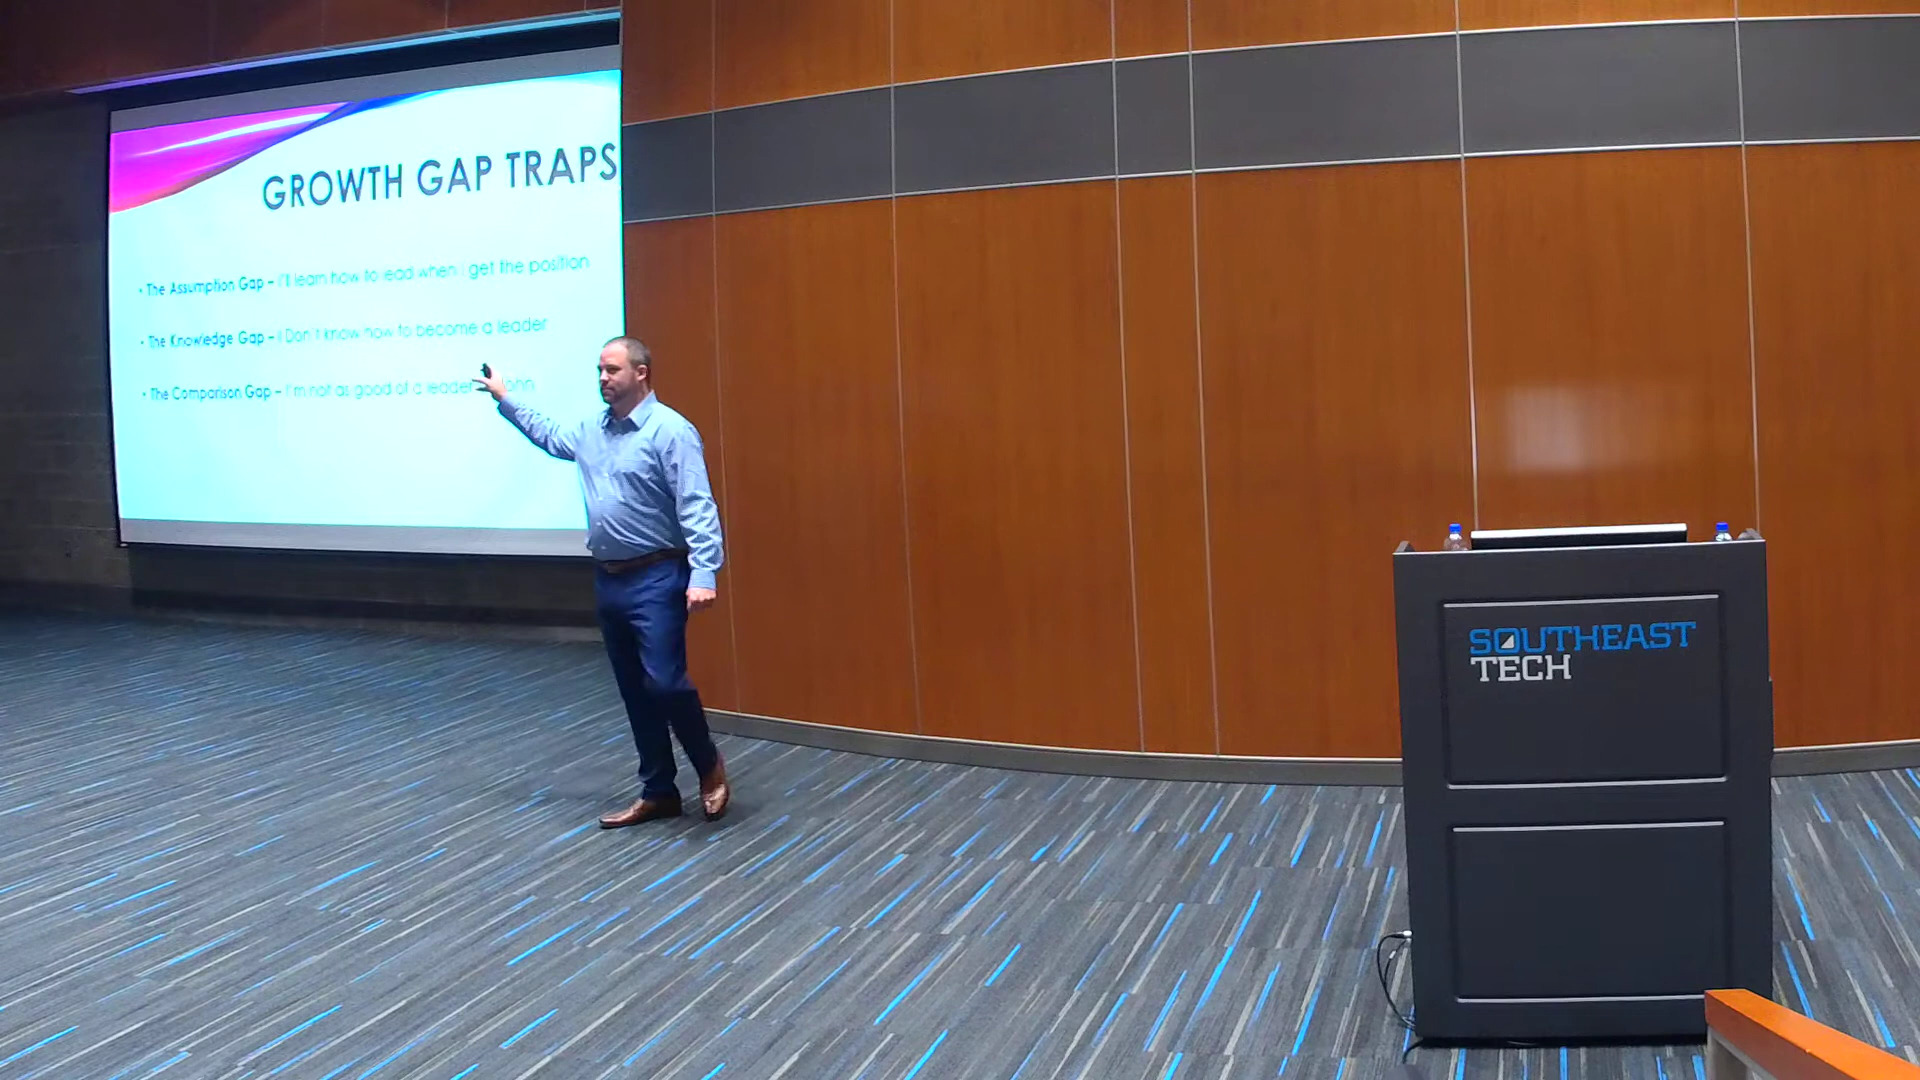 GROWTH GAP TRAPS
• The Assumption Gap – I'll learn how to lead when I get the position
• The Knowledge Gap – I Don't know how to become a leader
• The Comparison Gap – I'm not as good of a leader John
SOUTHEAST
TECH